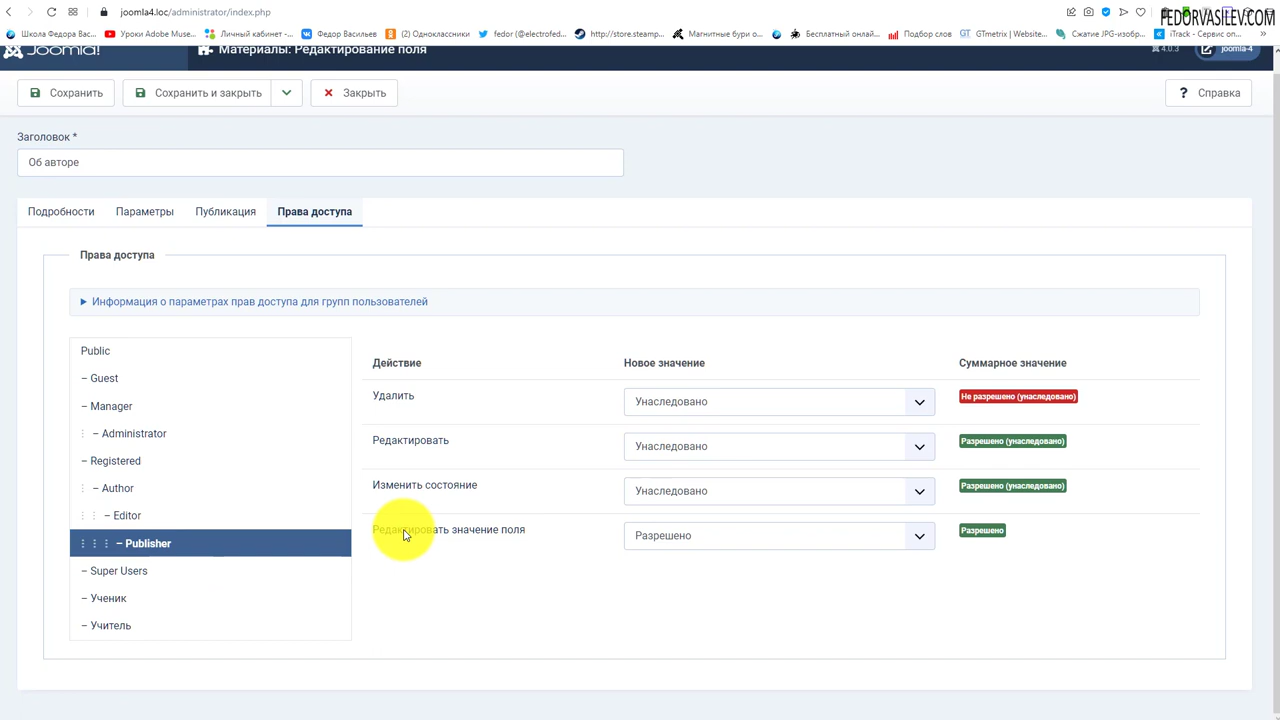 joomla4.loc/administrator/index.php
FEDORVASILEV.COM
Школа Федора Вас...
Уроки Adobe Muse...
Личный кабинет -...
Федор Васильев
(2) Одноклассники
fedor (@electrofed...
http://store.steamp...
Магнитные бури о...
Бесплатный онлай...
Подбор слов
GTmetrix | Website...
Сжатие JPG-изобр...
iTrack - Сервис оп...
Joomla!
Материалы: Редактирование поля
4.0.3
joomla-4
Сохранить
Сохранить и закрыть
Закрыть
? Справка
Заголовок *
Об авторе
Подробности
Параметры
Публикация
Права доступа
Права доступа
Информация о параметрах прав доступа для групп пользователей
Public
– Guest
– Manager
– Administrator
– Registered
– Author
– Editor
– Publisher
– Super Users
– Ученик
– Учитель
Действие
Новое значение
Суммарное значение
Удалить
Унаследовано
Не разрешено (унаследовано)
Редактировать
Унаследовано
Разрешено (унаследовано)
Изменить состояние
Унаследовано
Разрешено (унаследовано)
Редактировать значение поля
Разрешено
Разрешено